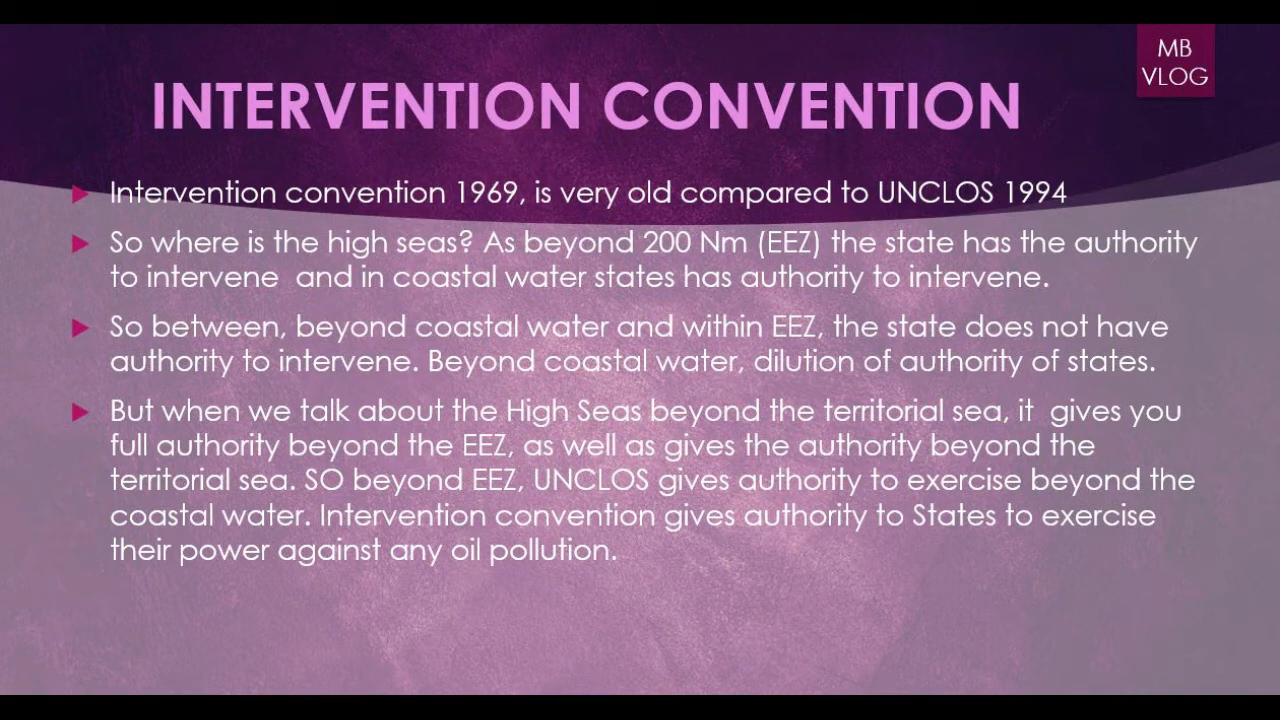 MB
VLOG
INTERVENTION CONVENTION
Intervention convention 1969, is very old compared to UNCLOS 1994
So where is the high seas? As beyond 200 Nm (EEZ) the state has the authority
to intervene and in coastal water states has authority to intervene.
So between, beyond coastal water and within EEZ, the state does not have
authority to intervene. Beyond coastal water, dilution of authority of states.
But when we talk about the High Seas beyond the territorial sea, it gives you
full authority beyond the EEZ, as well as gives the authority beyond the
territorial sea. SO beyond EEZ, UNCLOS gives authority to exercise beyond the
coastal water. Intervention convention gives authority to States to exercise
their power against any oil pollution.